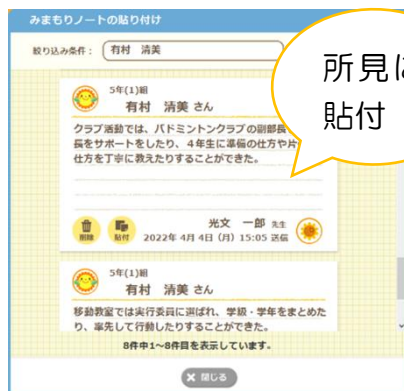 みまもりノートの貼り付け
絞り込み条件： 有村 清美
所見に
貼付
5年(1)組
有村 清美 さん
クラブ活動では、バドミントンクラブの副部長
長をサポートをしたり、4年生に準備の仕方や片
仕方を丁寧に教えたりすることができた。
光文 一郎 先生
削除 貼付 2022年 4月 4日 (月) 15:05 送信
5年(1)組
有村 清美 さん
移動教室では実行委員に選ばれ、学級・学年をまとめた
り、率先して行動したりすることができた。
8件中1～8件目を表示しています。
× 閉じる